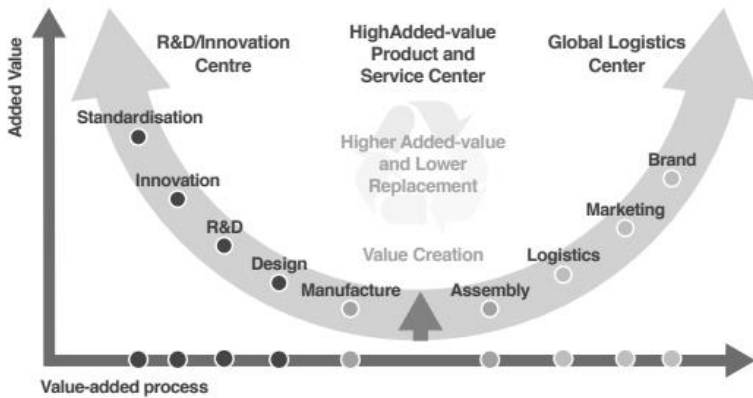 R&D/Innovation
Centre
HighAdded-value
Product and
Service Center
Global Logistics
Center
Added Value
Standardisation
Higher Added-value
and Lower
Replacement
Innovation
Brand
R&D
Marketing
Design
Value Creation
Logistics
Manufacture
Assembly
Value-added process